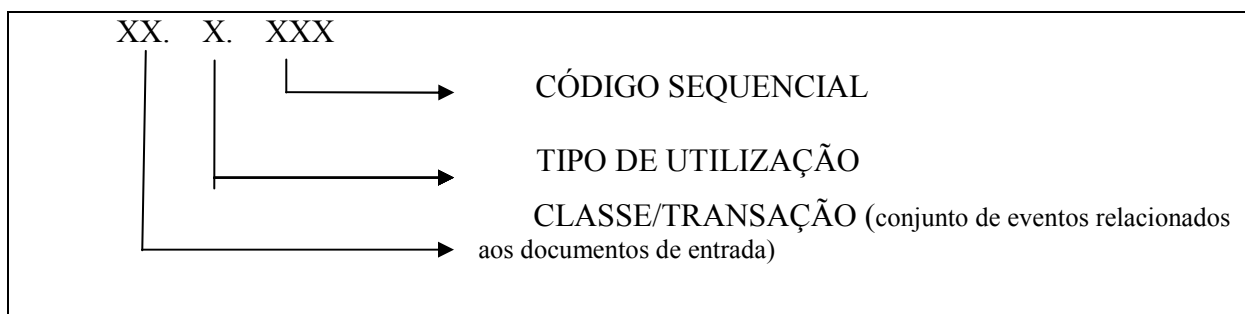 XX. X. XXX
CÓDIGO SEQUENCIAL
TIPO DE UTILIZAÇÃO
CLASSE/TRANSAÇÃO (conjunto de eventos relacionados
aos documentos de entrada)